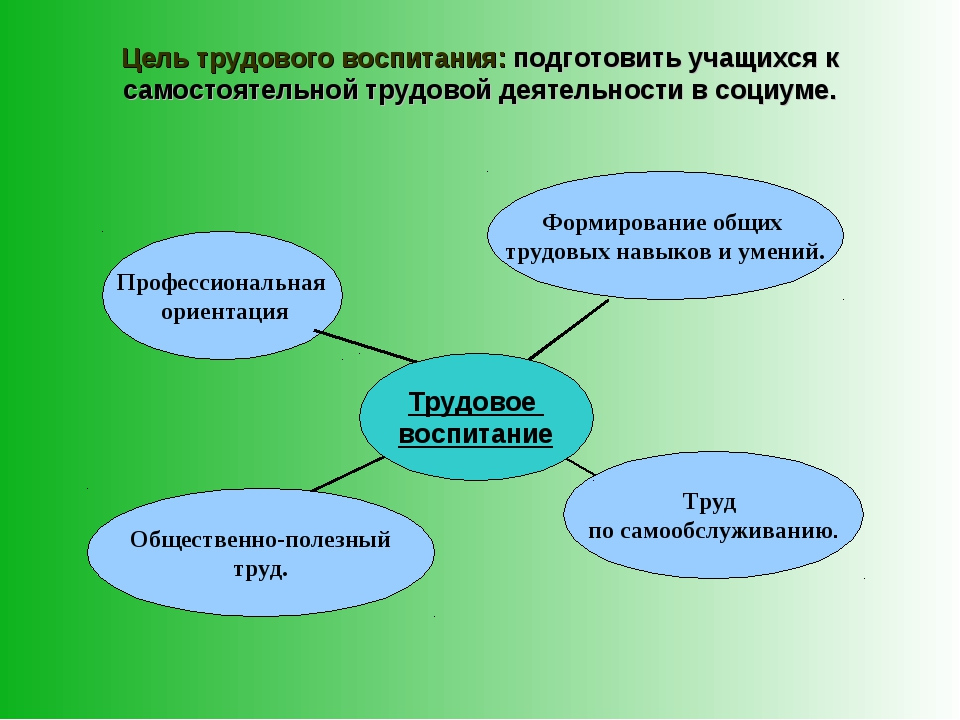 Цель трудового воспитания: подготовить учащихся к
самостоятельной трудовой деятельности в социуме.
Формирование общих
трудовых навыков и умений.
Профессиональная
ориентация
Трудовое
воспитание
Труд
по самообслуживанию.
Общественно-полезный
труд.